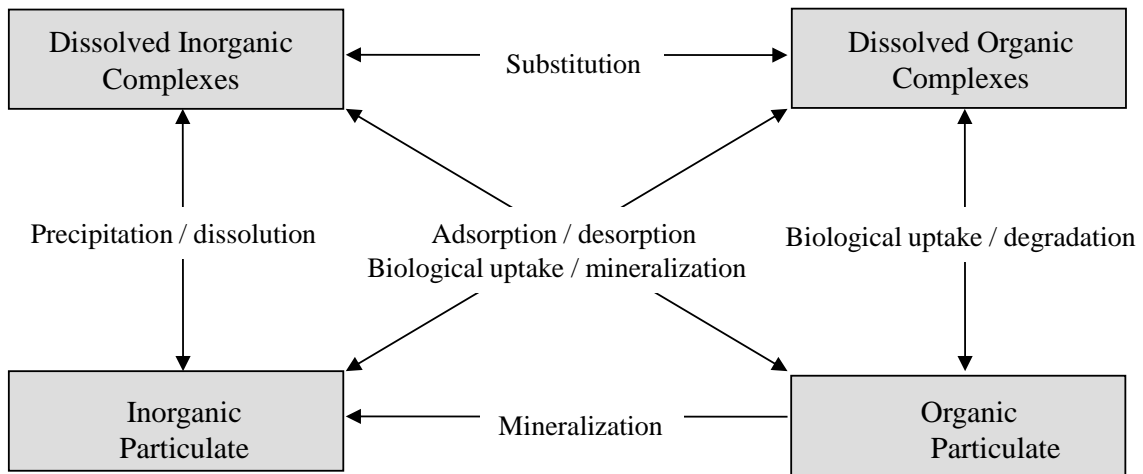 Dissolved Inorganic
Complexes
Substitution
Dissolved Organic
Complexes
Precipitation / dissolution
Adsorption / desorption
Biological uptake / mineralization
Biological uptake / degradation
Inorganic
Particulate
Mineralization
Organic
Particulate